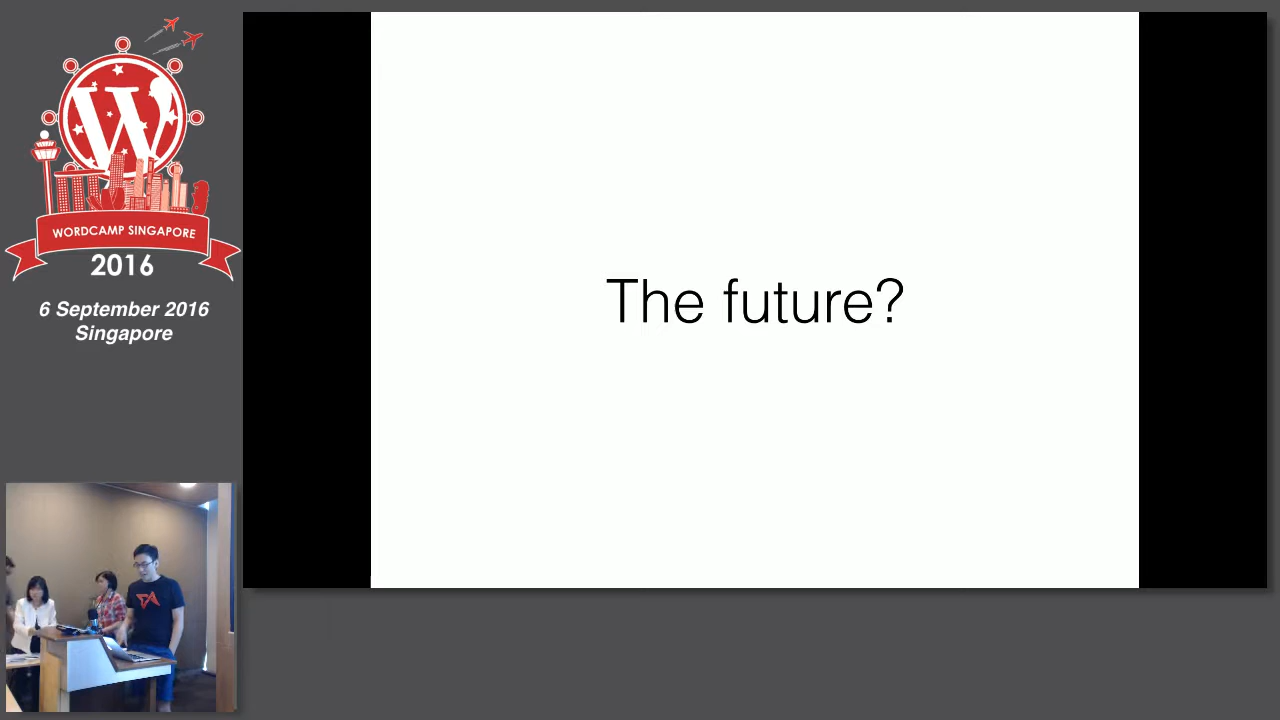 W
WORDCAMP SINGAPORE
2016
6 September 2016
Singapore
The future?